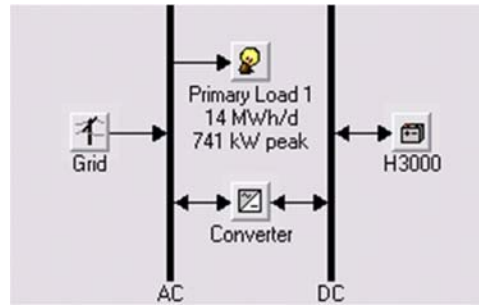 Primary Load 1
14 MWh/d
741 kW peak
Grid
H3000
Converter
AC
DC